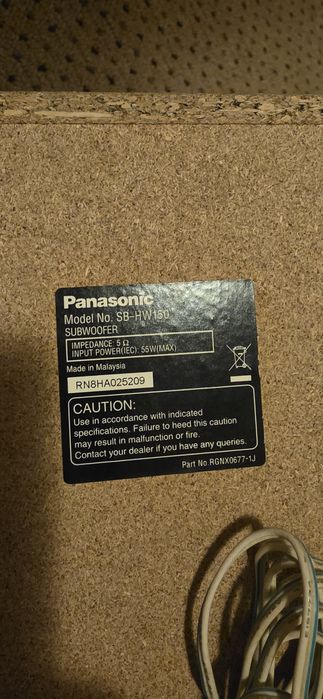 Panasonic
Model No. SB-HW150
SUBWOOFER
IMPEDANCE: 5 Ω
INPUT POWER(IEC): 55W(MAX)
Made in Malaysia
RN8HA025209
CAUTION:
Use in accordance with indicated
specifications. Failure to heed this caution
may result in malfunction or fire.
Contact your dealer if you have any queries.
Part No.RGNX0677-1J